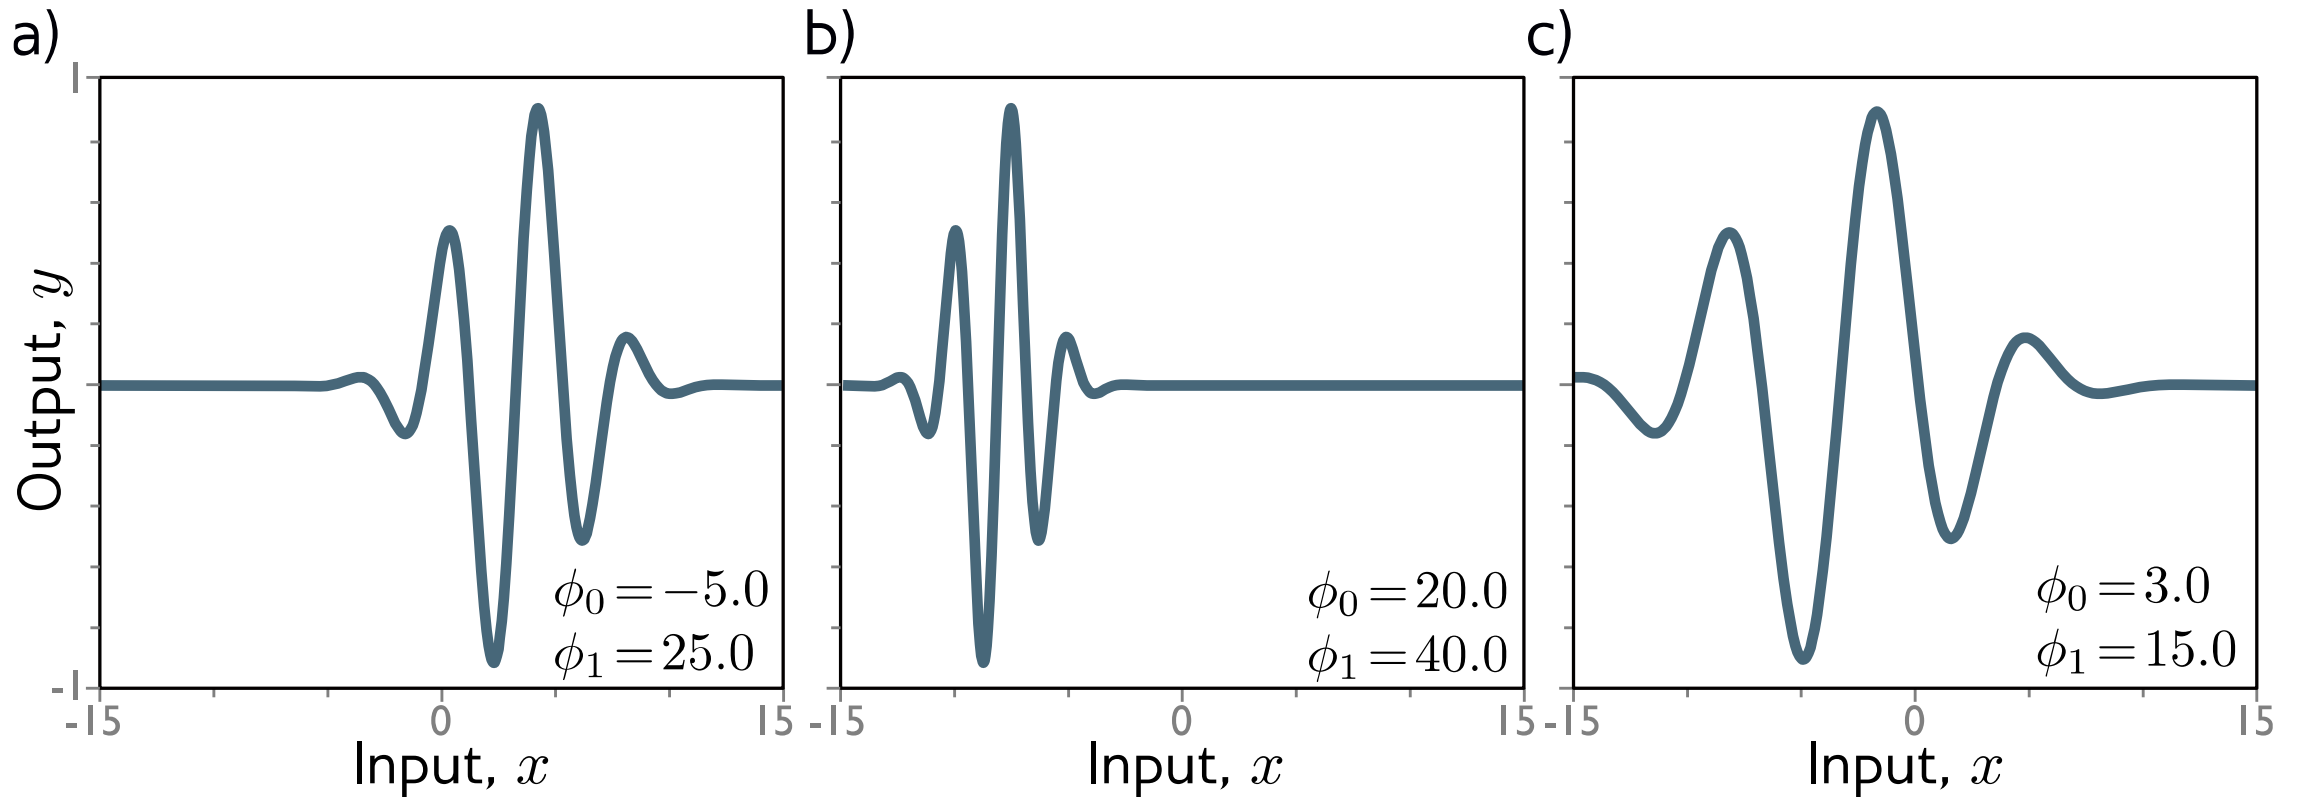 a)
1
Output, y
-1
-15 0 15
Input, x
ϕ₀ = −5.0
ϕ₁ = 25.0
b)
-15 0 15
Input, x
ϕ₀ = 20.0
ϕ₁ = 40.0
c)
-15 0 15
Input, x
ϕ₀ = 3.0
ϕ₁ = 15.0